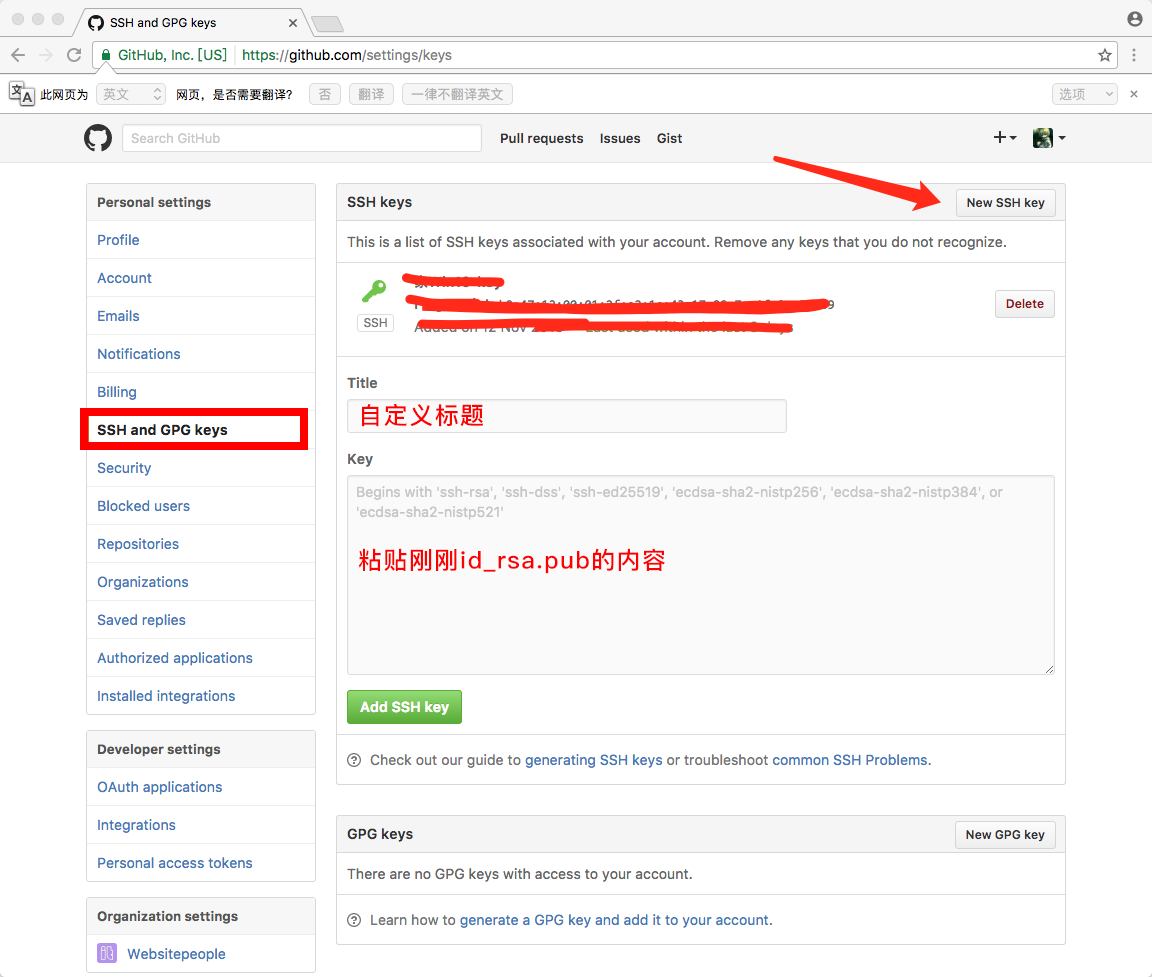 SSH and GPG keys
GitHub, Inc. [US] https://github.com/settings/keys
此网页为 英文 网页，是否需要翻译? 否 翻译 一律不翻译英文 选项
Search GitHub Pull requests Issues Gist
Personal settings
Profile
Account
Emails
Notifications
Billing
SSH and GPG keys
Security
Blocked users
Repositories
Organizations
Saved replies
Authorized applications
Installed integrations
Developer settings
OAuth applications
Integrations
Personal access tokens
Organization settings
Websitepeople
SSH keys New SSH key
This is a list of SSH keys associated with your account. Remove any keys that you do not recognize.
SSH
Delete
Title
自定义标题
Key
Begins with 'ssh-rsa', 'ssh-dss', 'ssh-ed25519', 'ecdsa-sha2-nistp256', 'ecdsa-sha2-nistp384', or
'ecdsa-sha2-nistp521'
粘贴刚刚id_rsa.pub的内容
Add SSH key
Check out our guide to generating SSH keys or troubleshoot common SSH Problems.
GPG keys New GPG key
There are no GPG keys with access to your account.
Learn how to generate a GPG key and add it to your account.